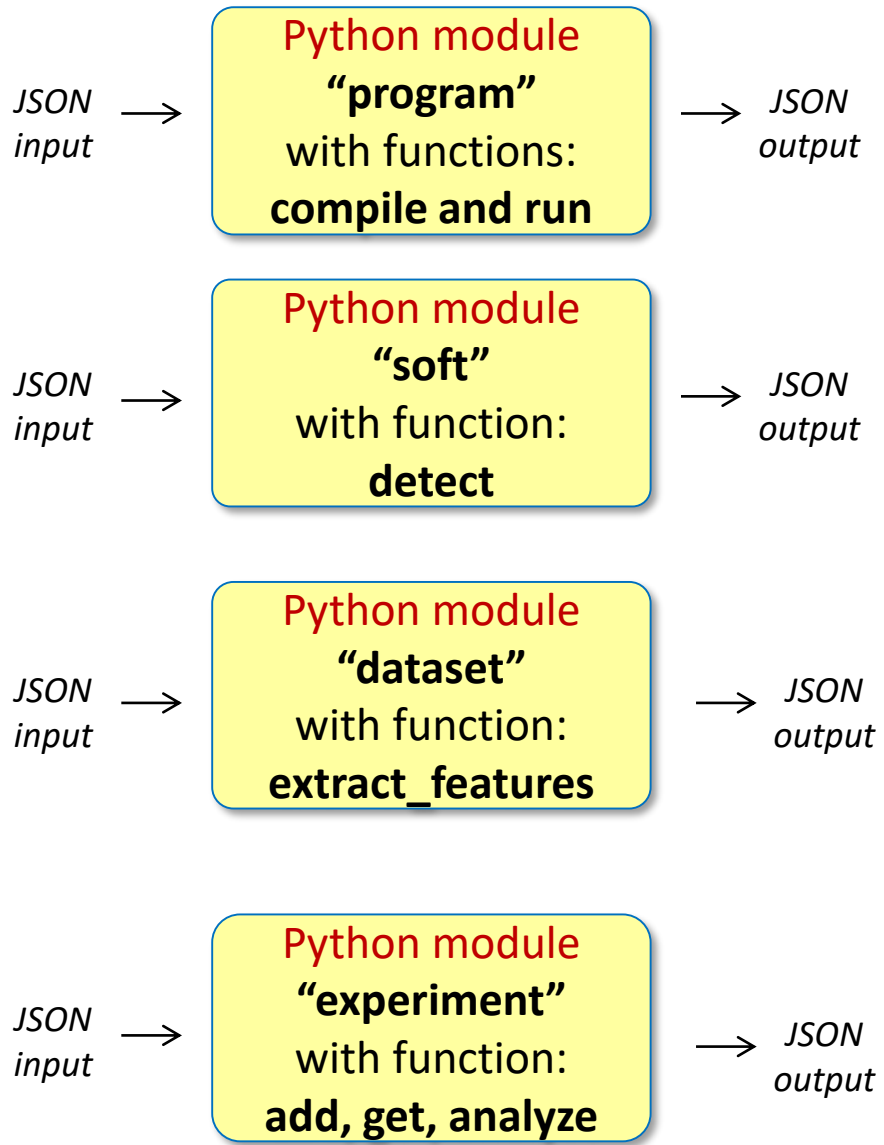 JSON
input
Python module
“program”
with functions:
compile and run
JSON
output
JSON
input
Python module
“soft”
with function:
detect
JSON
output
JSON
input
Python module
“dataset”
with function:
extract_features
JSON
output
JSON
input
Python module
“experiment”
with function:
add, get, analyze
JSON
output